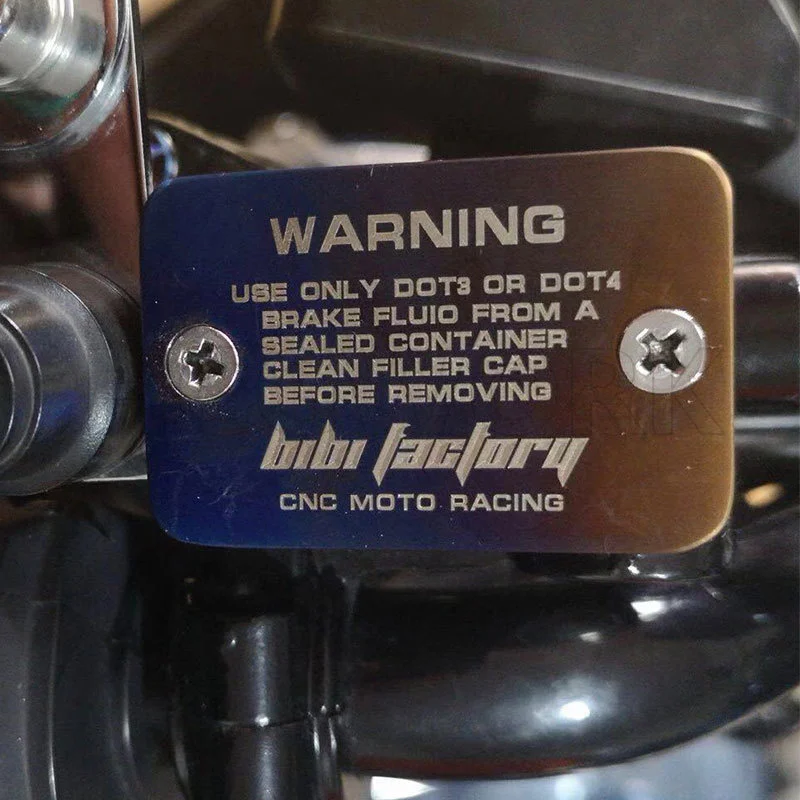 WARNING
USE ONLY DOT3 OR DOT4
BRAKE FLUIO FROM A
SEALED CONTAINER
CLEAN FILLER CAP
BEFORE REMOVING
bibi factory
CNC MOTO RACING